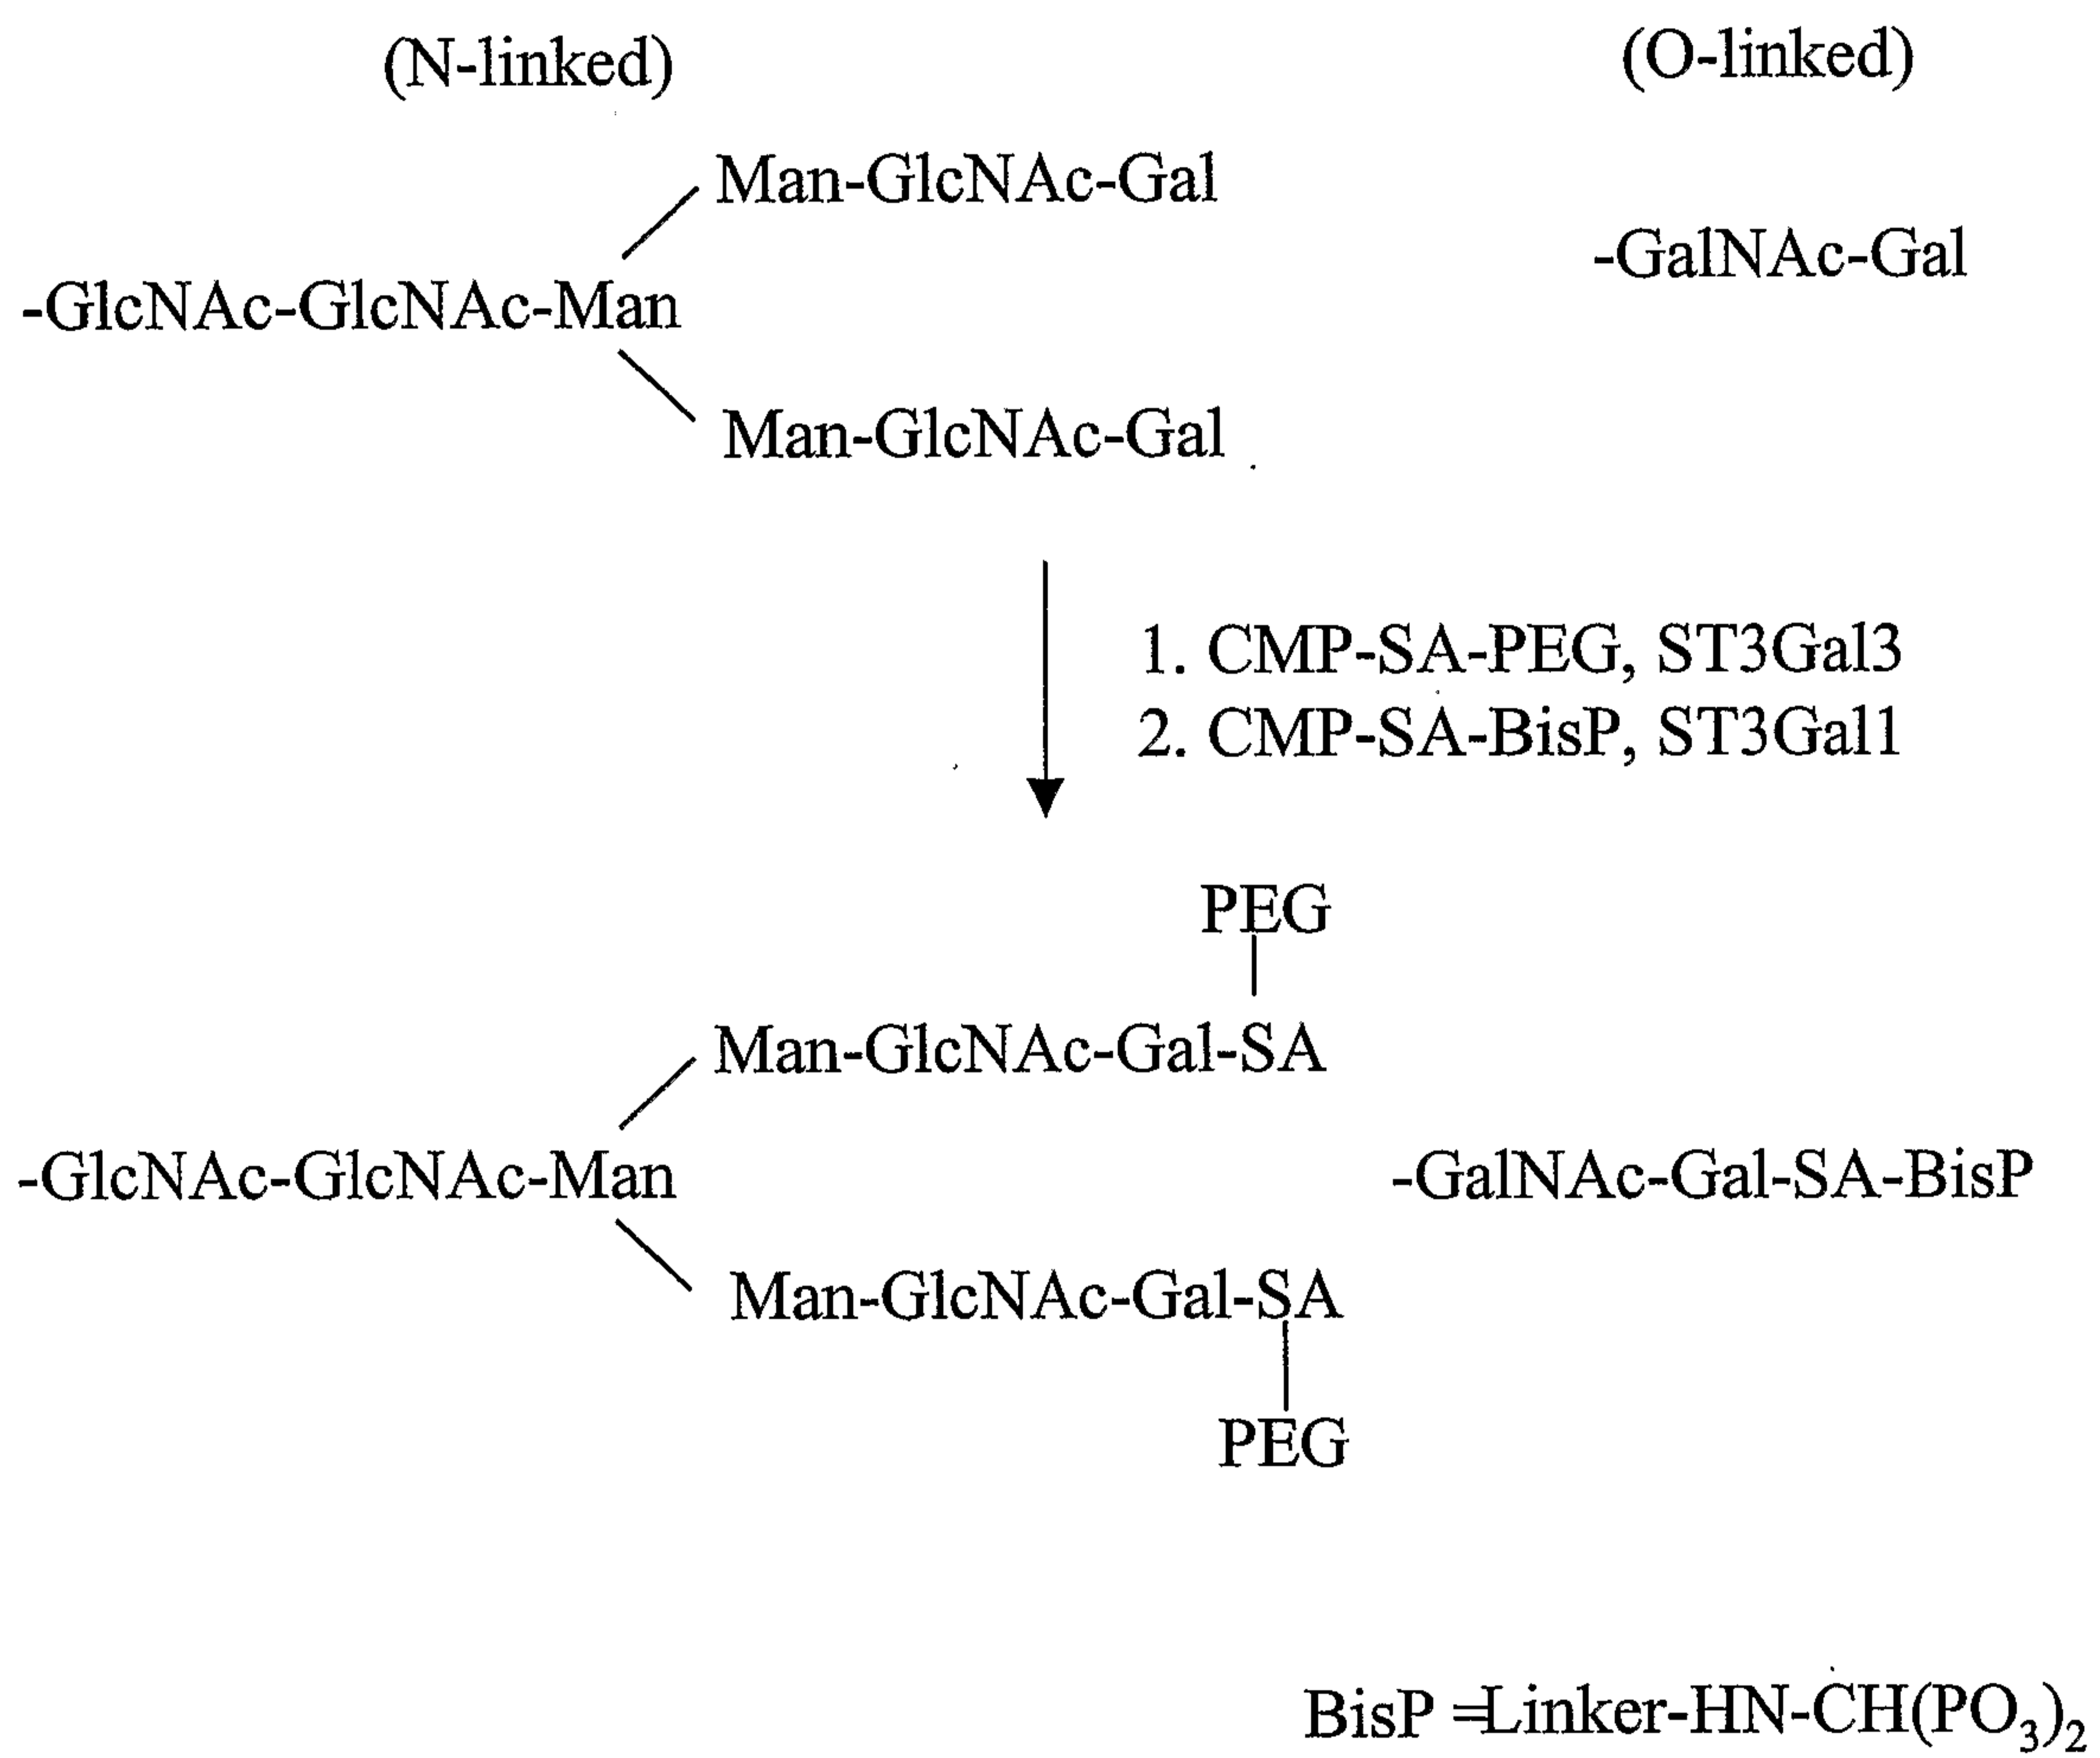 (N-linked)
(O-linked)
Man-GlcNAc-Gal
-GalNAc-Gal
-GlcNAc-GlcNAc-Man
Man-GlcNAc-Gal
1. CMP-SA-PEG, ST3Gal3
2. CMP-SA-BisP, ST3Gal1
PEG
Man-GlcNAc-Gal-SA
-GlcNAc-GlcNAc-Man
-GalNAc-Gal-SA-BisP
Man-GlcNAc-Gal-SA
PEG
BisP =Linker-HN-CH(PO₃)₂